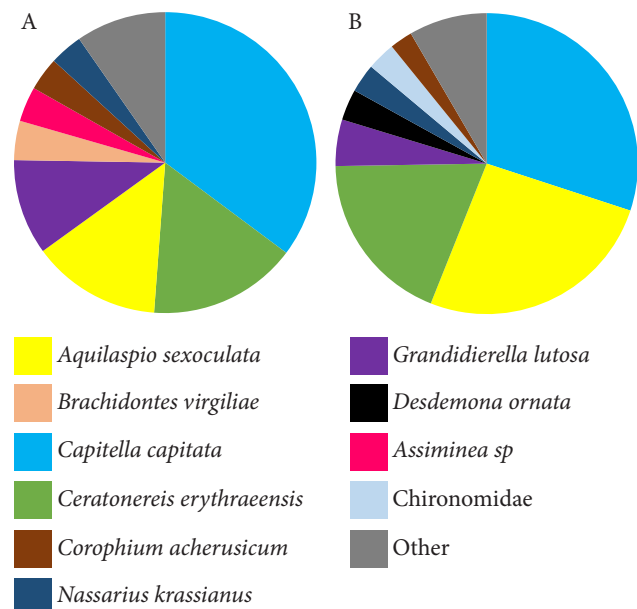 A
B
Aquilaspio sexoculata
Brachidontes virgiliae
Capitella capitata
Ceratonereis erythraeensis
Corophium acherusicum
Nassarius krassianus
Grandidierella lutosa
Desdemona ornata
Assiminea sp
Chironomidae
Other